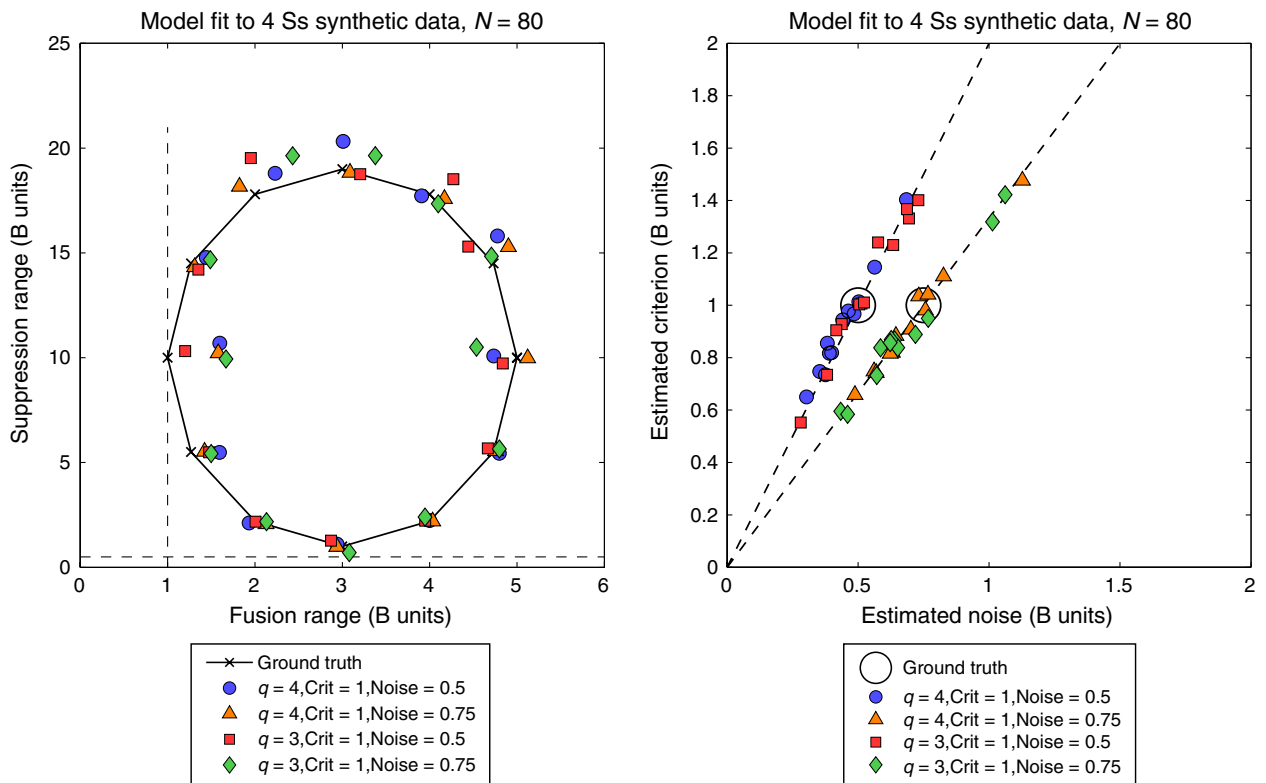 Model fit to 4 Ss synthetic data, N = 80
Suppression range (B units)
25
20
15
10
5
0
0 1 2 3 4 5 6
Fusion range (B units)
Ground truth
q = 4,Crit = 1,Noise = 0.5
q = 4,Crit = 1,Noise = 0.75
q = 3,Crit = 1,Noise = 0.5
q = 3,Crit = 1,Noise = 0.75
Model fit to 4 Ss synthetic data, N = 80
Estimated criterion (B units)
2
1.8
1.6
1.4
1.2
1
0.8
0.6
0.4
0.2
0
0 0.5 1 1.5 2
Estimated noise (B units)
Ground truth
q = 4,Crit = 1,Noise = 0.5
q = 4,Crit = 1,Noise = 0.75
q = 3,Crit = 1,Noise = 0.5
q = 3,Crit = 1,Noise = 0.75